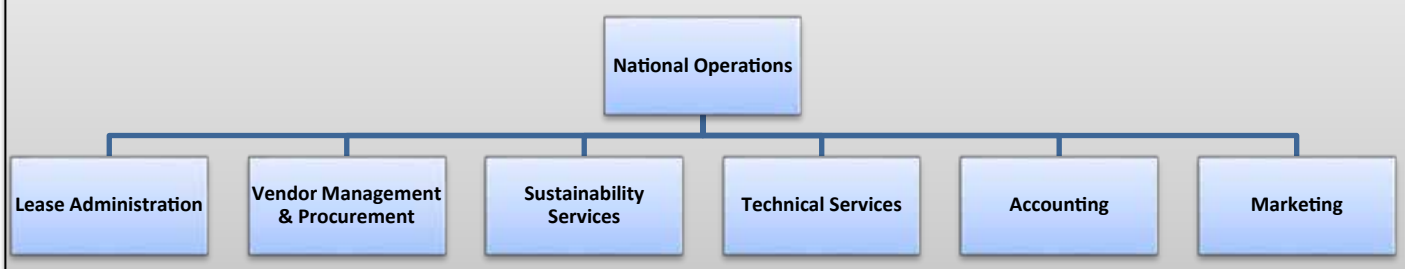 National Operations
Lease Administration
Vendor Management
& Procurement
Sustainability
Services
Technical Services
Accounting
Marketing